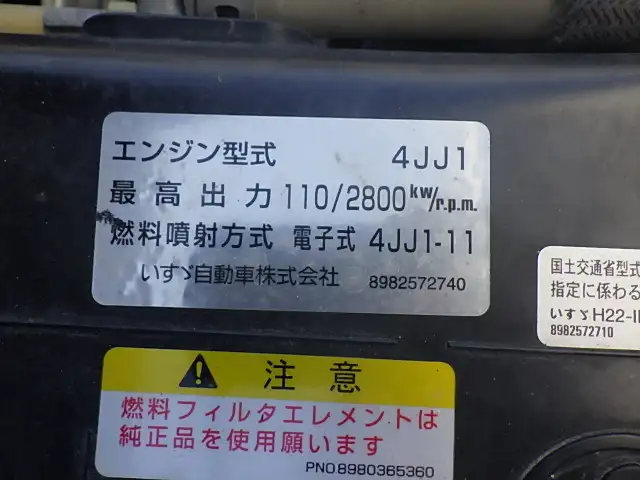 エンジン型式 4JJ1
最高出力 110/2800kW/r.p.m.
燃料噴射方式 電子式 4JJ1-11
いすゞ自動車株式会社 8982572740
国土交通省型式
指定に係わる
いすゞH22-
8982572710
注意
燃料フィルタエレメントは
純正品を使用願います
PNO8980365360